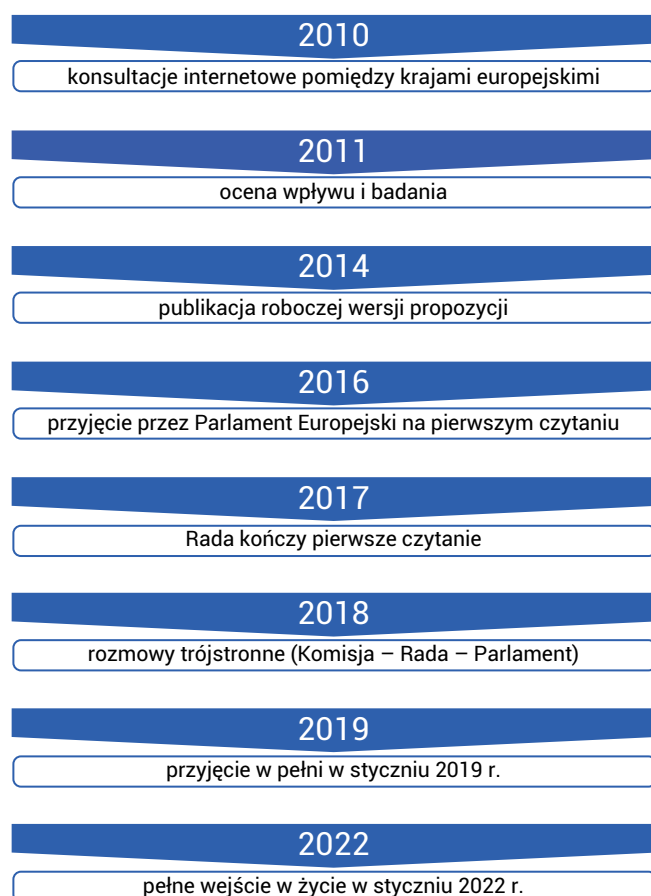 2010
konsultacje internetowe pomiędzy krajami europejskimi
2011
ocena wpływu i badania
2014
publikacja roboczej wersji propozycji
2016
przyjęcie przez Parlament Europejski na pierwszym czytaniu
2017
Rada kończy pierwsze czytanie
2018
rozmowy trójstronne (Komisja – Rada – Parlament)
2019
przyjęcie w pełni w styczniu 2019 r.
2022
pełne wejście w życie w styczniu 2022 r.